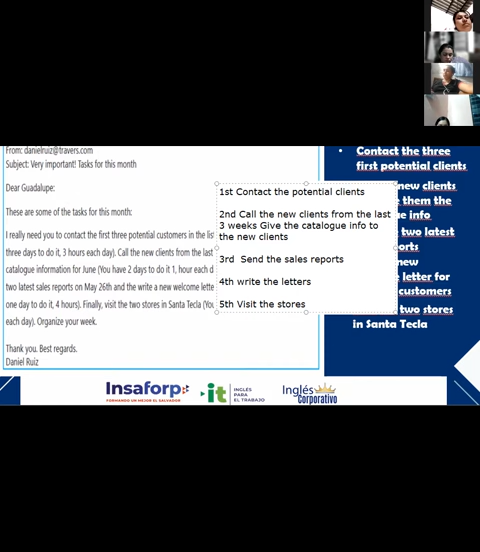 From: danielruiz@travers.com
Subject: Very important! Tasks for this month
Dear Guadalupe:
These are some of the tasks for this month:
I really need you to contact the first three potential customers in the
three days to do it, 3 hours each day). Call the new clients from the last
catalogue information for June (You have 2 days to do it 1, hour each
two latest sales reports on May 26th and the write a new welcome
one day to do it, 4 hours). Finally, visit the two stores in Santa Tecla
each day). Organize your week.
Thank you. Best regards.
Daniel Ruiz
1st Contact the potential clients
2nd Call the new clients from the last
3 weeks Give the catalogue info to
the new clients
3rd Send the sales reports
4th write the letters
5th Visit the stores
• Contact the three
first potential clients
new clients
them the
info
two latest
new
letter for
customers
two stores
in Santa Tecla
Insaforp
FORMANDO UN MEJOR EL SALVADOR
it
INGLÉS
PARA
EL TRABAJO
Inglés
Corporativo